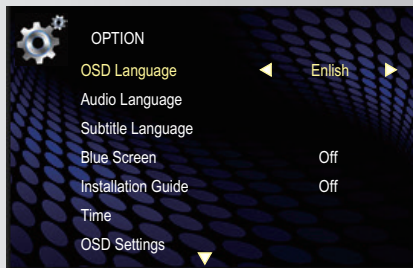 OPTION
OSD Language Enlish
Audio Language
Subtitle Language
Blue Screen Off
Installation Guide Off
Time
OSD Settings